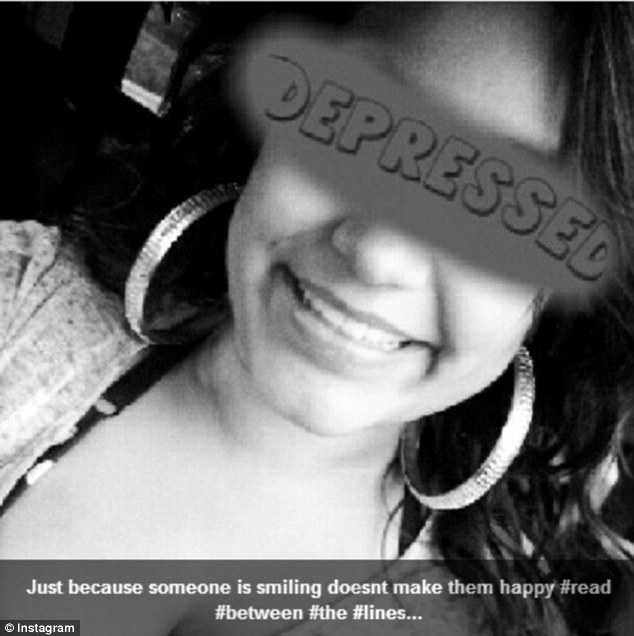 DEPRESSED
Just because someone is smiling doesnt make them happy #read
#between #the #lines...
© Instagram